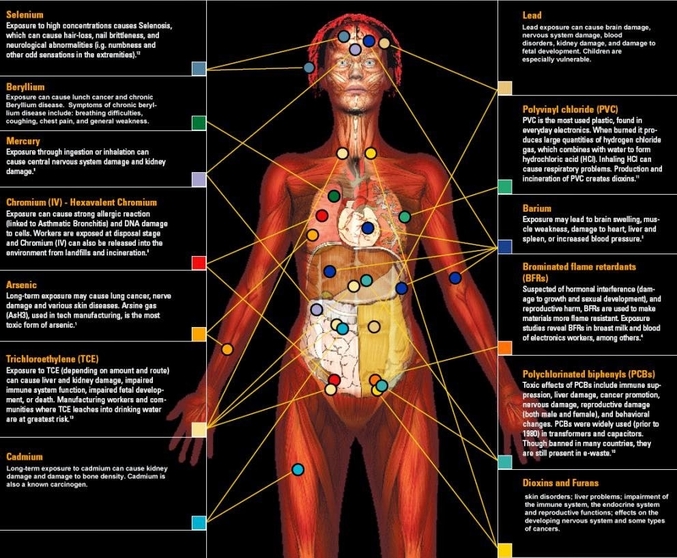 Selenium
Exposure to high concentrations causes Selenosis,
which can cause hair-loss, nail brittleness, and
neurological abnormalities (i.g. numbness and
other odd sensations in the extremities).
Beryllium
Exposure can cause lunch cancer and chronic
Beryllium disease. Symptoms of chronic beryl-
lium disease include: breathing difficulties,
coughing, chest pain, and general weakness.
Mercury
Exposure through ingestion or inhalation can
cause central nervous system damage and kidney
damage.
Chromium (IV) - Hexavalent Chromium
Exposure can cause strong allergic reaction
(linked to Asthmatic Bronchitis) and DNA damage
to cells. Workers are exposed at disposal stage
and Chromium (IV) can also be released into the
environment from landfills and incineration.
Arsenic
Long-term exposure may cause lung cancer, nerve
damage and various skin diseases. Arsine gas
(AsH3), used in tech manufacturing, is the most
toxic form of arsenic.
Trichloroethylene (TCE)
Exposure to TCE (depending on amount and route)
can cause liver and kidney damage, impaired
immune system function, impaired fetal develop-
ment, or death. Manufacturing workers and com-
munities where TCE leaches into drinking water
are at greatest risk.
Cadmium
Long-term exposure to cadmium can cause kidney
damage and damage to bone density. Cadmium is
also a known carcinogen.
Lead
Lead exposure can cause brain damage,
nervous system damage, blood
disorders, kidney damage, and damage to
fetal development. Children are
especially vulnerable.
Polyvinyl chloride (PVC)
PVC is the most used plastic, found in
everyday electronics. When burned it pro-
duces large quantities of hydrogen chloride
gas, which combines with water to form
hydrochloric acid (HCl). Inhaling HCl can
cause respiratory problems. Production and
incineration of PVC creates dioxins.
Barium
Exposure may lead to brain swelling, mus-
cle weakness, damage to heart, liver and
spleen, or increased blood pressure.
Brominated flame retardants
(BFRs)
Suspected of hormonal interference (dam-
age to growth and sexual development), and
reproductive harm, BFRs are used to make
materials more flame resistant. Exposure
studies reveal BFRs in breast milk and blood
of electronics workers, among others.
Polychlorinated biphenyls (PCBs)
Toxic effects of PCBs include immune sup-
pression, liver damage, cancer promotion,
nervous damage, reproductive damage
(both male and female), and behavioral
changes. PCBs were widely used (prior to
1980) in transformers and capacitors.
Though banned in many countries, they
are still present in e-waste.
Dioxins and Furans
skin disorders; liver problems; impairment of
the immune system, the endocrine system
and reproductive functions; effects on the
developing nervous system and some types
of cancers.